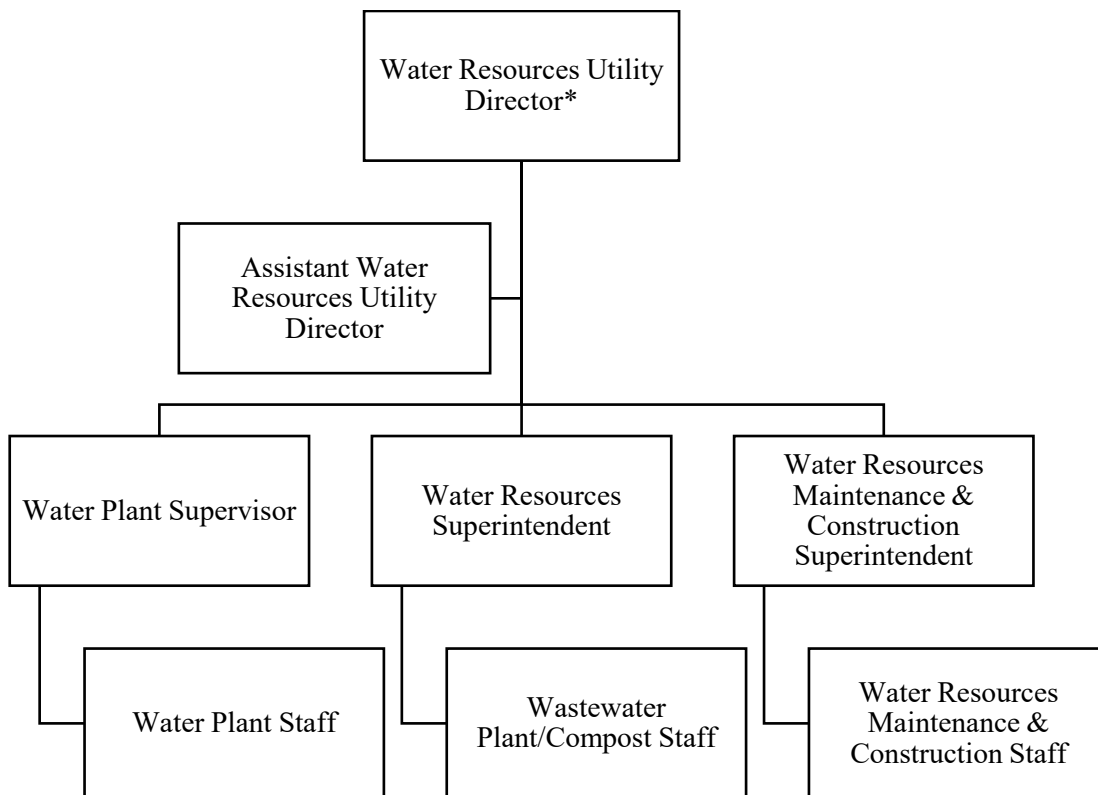 Water Resources Utility
Director*
Assistant Water
Resources Utility
Director
Water Plant Supervisor
Water Resources
Superintendent
Water Resources
Maintenance &
Construction
Superintendent
Water Plant Staff
Wastewater
Plant/Compost Staff
Water Resources
Maintenance &
Construction Staff